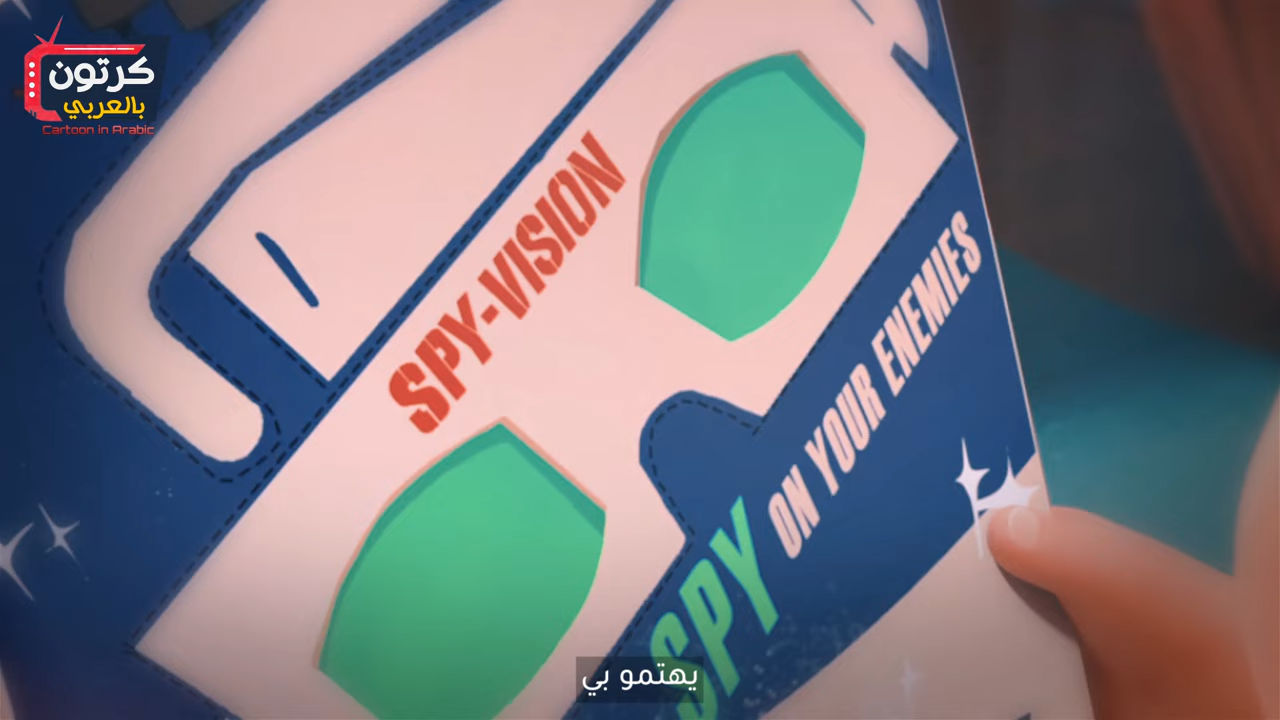 كرتون
بالعربي
Cartoon in Arabic
SPY-VISION
SPY ON YOUR ENEMIES
يهتمو بي